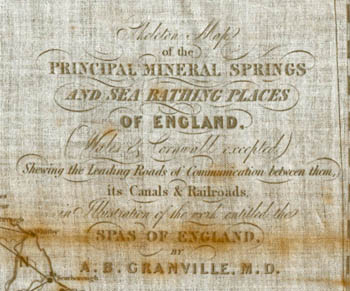 Skeleton Map
of the
PRINCIPAL MINERAL SPRINGS
AND SEA BATHING PLACES
OF ENGLAND,
(Wales & Cornwall excepted)
Shewing the Leading Roads of Communication between them,
its Canals & Railroads,
in Illustration of the work entitled the
SPAS OF ENGLAND,
BY
A. B. GRANVILLE, M.D.
N